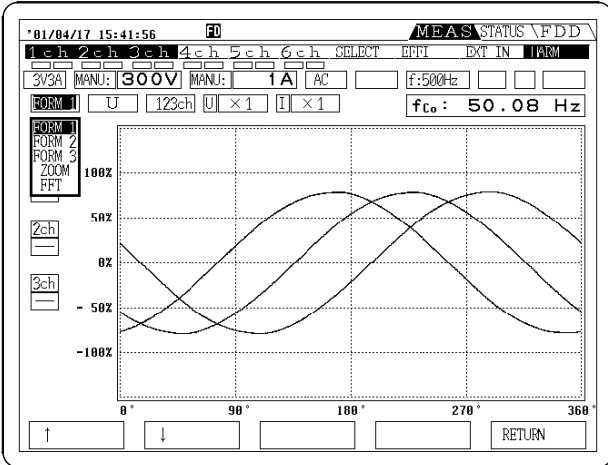 '01/04/17 15:41:56 FD MEAS STATUS FDD
1ch 2ch 3ch 4ch 5ch 6ch SELECT EFFI EXT IN HARM
3V3A MANU: 300V MANU: 1A AC f:500Hz
FORM 1 U 123ch U ×1 I ×1 fCo: 50.08 Hz
FORM 1
FORM 2
FORM 3
ZOOM
FFT
100%
50%
2ch
0%
3ch
- 50%
-100%
0° 90° 180° 270° 360°
↑ ↓ RETURN